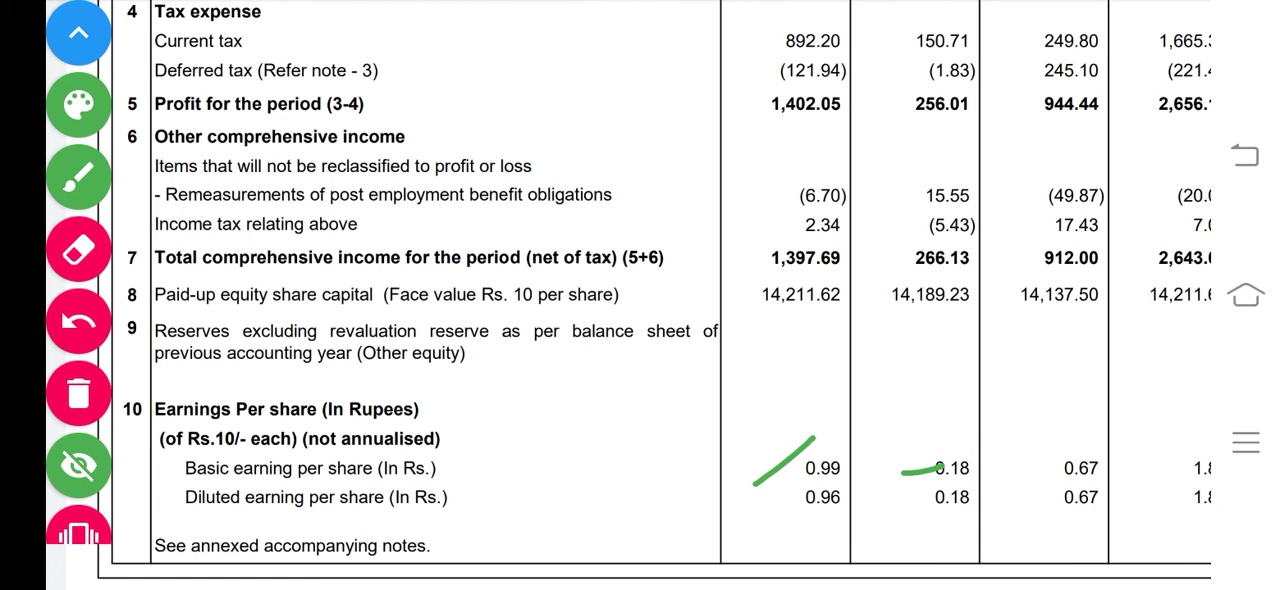 4 Tax expense
Current tax 892.20 150.71 249.80 1,665.
Deferred tax (Refer note - 3) (121.94) (1.83) 245.10 (221.
5 Profit for the period (3-4) 1,402.05 256.01 944.44 2,656.
6 Other comprehensive income
Items that will not be reclassified to profit or loss
- Remeasurements of post employment benefit obligations (6.70) 15.55 (49.87) (20.
Income tax relating above 2.34 (5.43) 17.43 7.
7 Total comprehensive income for the period (net of tax) (5+6) 1,397.69 266.13 912.00 2,643.
8 Paid-up equity share capital (Face value Rs. 10 per share) 14,211.62 14,189.23 14,137.50 14,211.
9 Reserves excluding revaluation reserve as per balance sheet of
previous accounting year (Other equity)
10 Earnings Per share (In Rupees)
(of Rs.10/- each) (not annualised)
Basic earning per share (In Rs.) 0.99 0.18 0.67 1.
Diluted earning per share (In Rs.) 0.96 0.18 0.67 1.
See annexed accompanying notes.